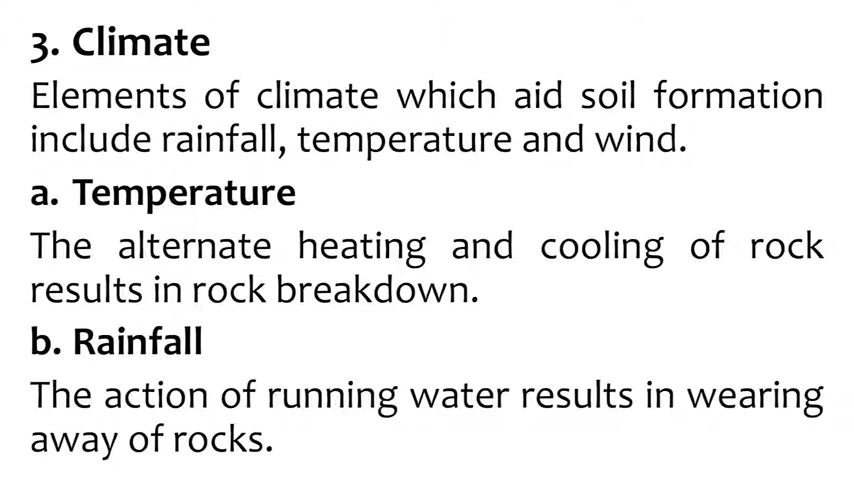 3. Climate
Elements of climate which aid soil formation
include rainfall, temperature and wind.
a. Temperature
The alternate heating and cooling of rock
results in rock breakdown.
b. Rainfall
The action of running water results in wearing
away of rocks.